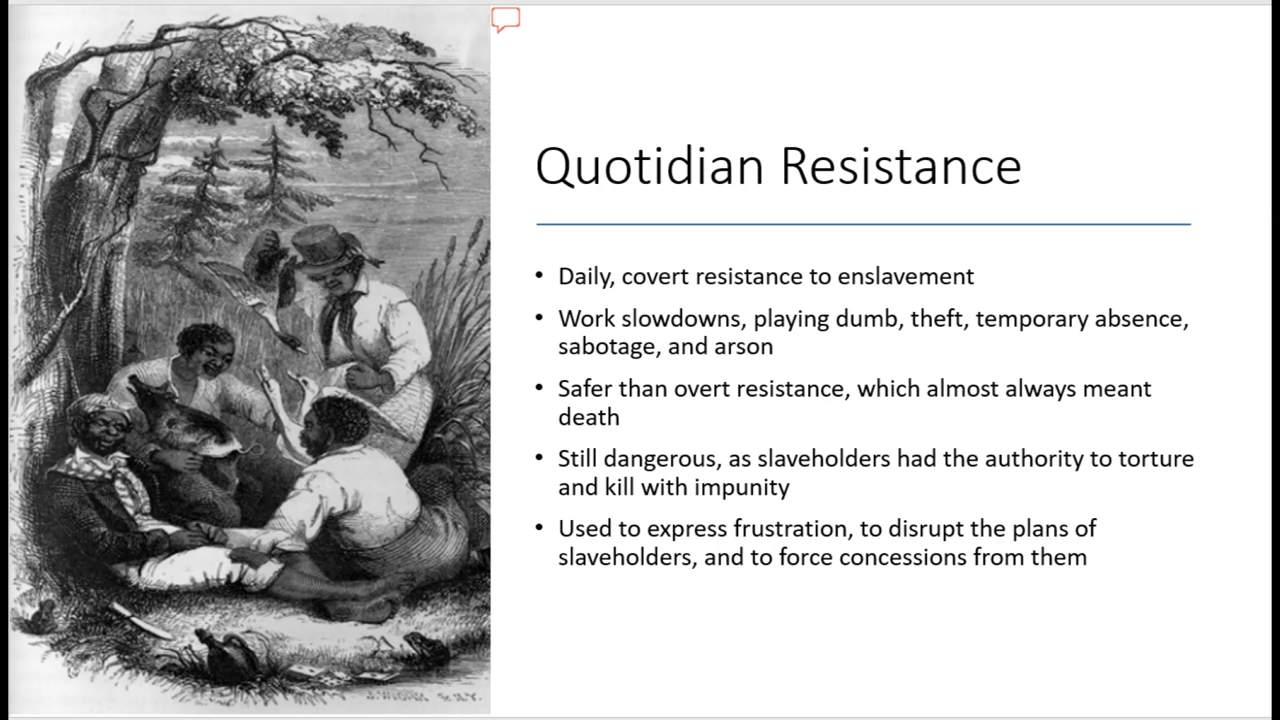 Quotidian Resistance
• Daily, covert resistance to enslavement
• Work slowdowns, playing dumb, theft, temporary absence,
sabotage, and arson
• Safer than overt resistance, which almost always meant
death
• Still dangerous, as slaveholders had the authority to torture
and kill with impunity
• Used to express frustration, to disrupt the plans of
slaveholders, and to force concessions from them